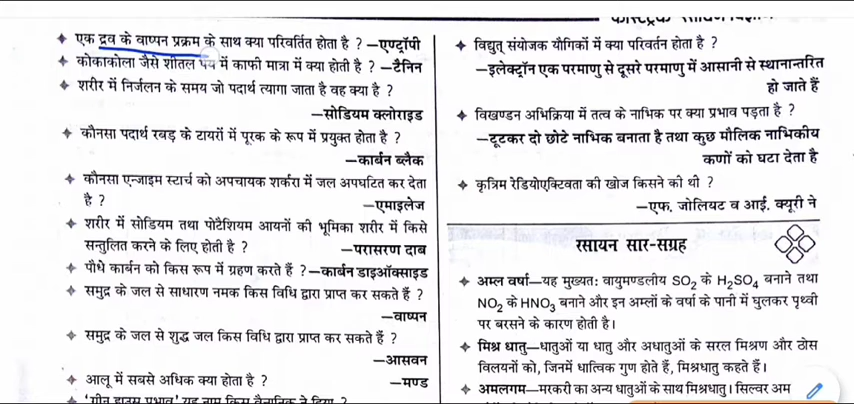 ✦ एक द्रव के वाष्पन प्रक्रम के साथ क्या परिवर्तित होता है ? —एण्ट्रॉपी
✦ कोकाकोला जैसे शीतल पेय में काफी मात्रा में क्या होती है ? —टैनिन
✦ शरीर में निर्जलन के समय जो पदार्थ त्यागा जाता है वह क्या है ?
—सोडियम क्लोराइड
✦ कौनसा पदार्थ रबड़ के टायरों में पूरक के रूप में प्रयुक्त होता है ?
—कार्बन ब्लैक
✦ कौनसा एन्जाइम स्टार्च को अपचायक शर्करा में जल अपघटित कर देता
है ? —एमाइलेज
✦ शरीर में सोडियम तथा पोटैशियम आयनों की भूमिका शरीर में किसे
सन्तुलित करने के लिए होती है ? —परासरण दाब
✦ पौधे कार्बन को किस रूप में ग्रहण करते हैं ?—कार्बन डाइऑक्साइड
✦ समुद्र के जल से साधारण नमक किस विधि द्वारा प्राप्त कर सकते हैं ?
—वाष्पन
✦ समुद्र के जल से शुद्ध जल किस विधि द्वारा प्राप्त कर सकते हैं ?
—आसवन
✦ आलू में सबसे अधिक क्या होता है ? —मण्ड
✦ 'ग्रीन हाउस प्रभाव' यह नाम किस वैज्ञानिक ने दिया ?
✦ विद्युत् संयोजक यौगिकों में क्या परिवर्तन होता है ?
—इलेक्ट्रॉन एक परमाणु से दूसरे परमाणु में आसानी से स्थानान्तरित
हो जाते हैं
✦ विखण्डन अभिक्रिया में तत्व के नाभिक पर क्या प्रभाव पड़ता है ?
—टूटकर दो छोटे नाभिक बनाता है तथा कुछ मौलिक नाभिकीय
कणों को घटा देता है
✦ कृत्रिम रेडियोएक्टिवता की खोज किसने की थी ?
—एफ. जोलियट व आई. क्यूरी ने
रसायन सार-सग्रह
✦ अम्ल वर्षा—यह मुख्यत: वायुमण्डलीय SO₂ के H₂SO₄ बनाने तथा
NO₂ के HNO₃ बनाने और इन अम्लों के वर्षा के पानी में घुलकर पृथ्वी
पर बरसने के कारण होती है।
✦ मिश्र धातु—धातुओं या धातु और अधातुओं के सरल मिश्रण और ठोस
विलयनों को, जिनमें धात्विक गुण होते हैं, मिश्रधातु कहते हैं।
✦ अमलगम—मरकरी का अन्य धातुओं के साथ मिश्रधातु। सिल्वर अम